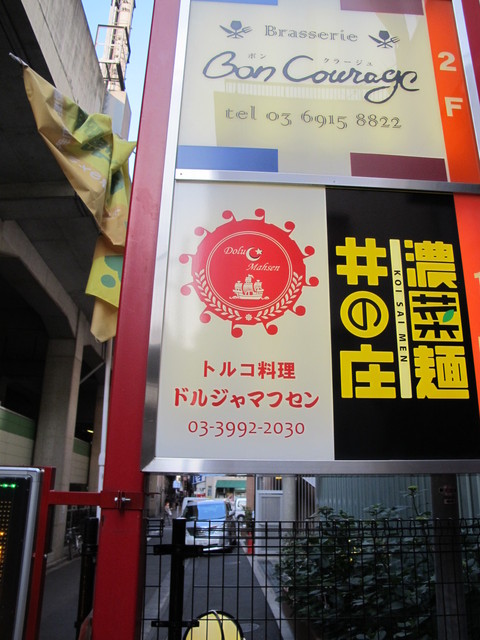 Brasserie
ボン クラージュ
Bon Courage
tel 03 6915 8822
2F
Dolu
Mahsen
トルコ料理
ドルジャマフセン
03-3992-2030
濃菜麺
KOI SAI MEN
井の庄